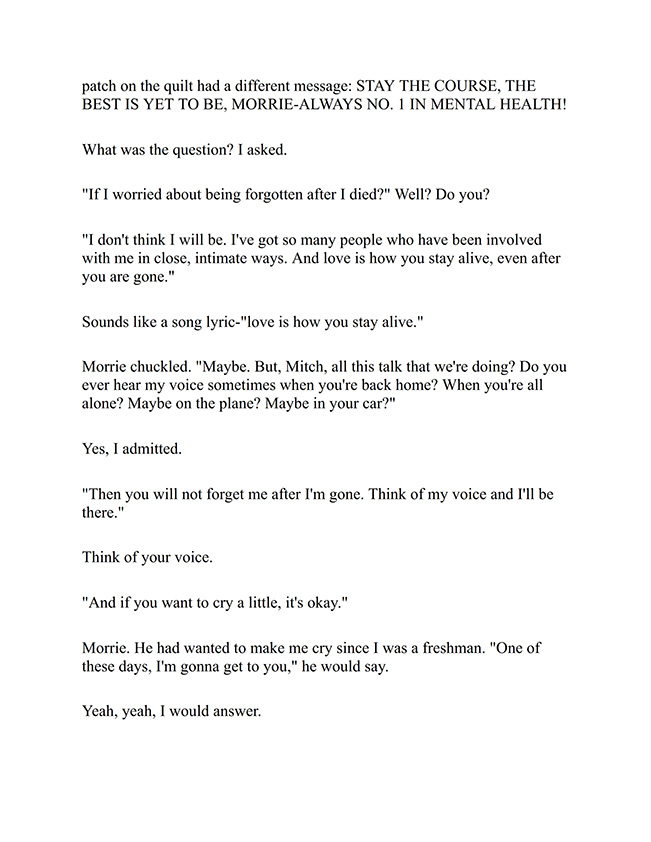 patch on the quilt had a different message: STAY THE COURSE, THE
BEST IS YET TO BE, MORRIE-ALWAYS NO. 1 IN MENTAL HEALTH!
What was the question? I asked.
"If I worried about being forgotten after I died?" Well? Do you?
"I don't think I will be. I've got so many people who have been involved
with me in close, intimate ways. And love is how you stay alive, even after
you are gone."
Sounds like a song lyric-"love is how you stay alive."
Morrie chuckled. "Maybe. But, Mitch, all this talk that we're doing? Do you
ever hear my voice sometimes when you're back home? When you're all
alone? Maybe on the plane? Maybe in your car?"
Yes, I admitted.
"Then you will not forget me after I'm gone. Think of my voice and I'll be
there."
Think of your voice.
"And if you want to cry a little, it's okay."
Morrie. He had wanted to make me cry since I was a freshman. "One of
these days, I'm gonna get to you," he would say.
Yeah, yeah, I would answer.